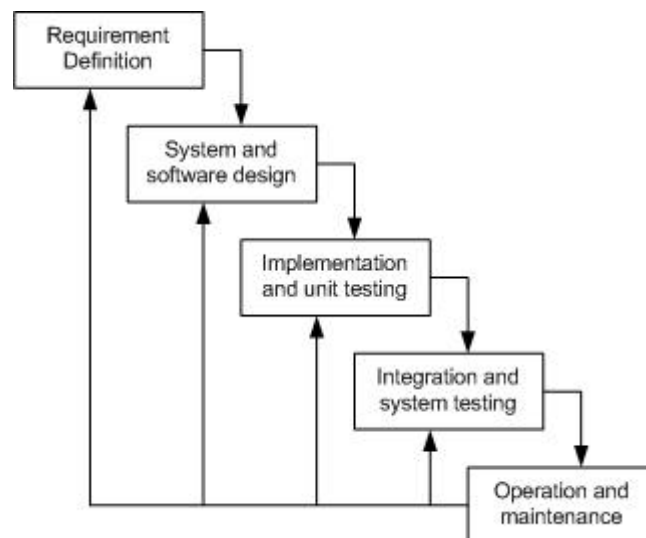 Requirement
Definition
System and
software design
Implementation
and unit testing
Integration and
system testing
Operation and
maintenance